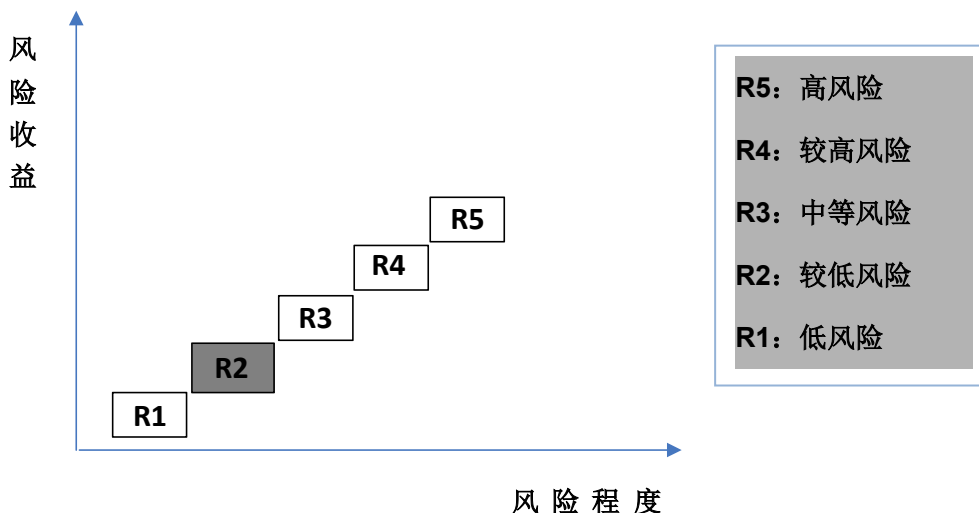 风
险
收
益
R5
R4
R3
R2
R1
风 险 程 度
R5：高风险
R4：较高风险
R3：中等风险
R2：较低风险
R1：低风险